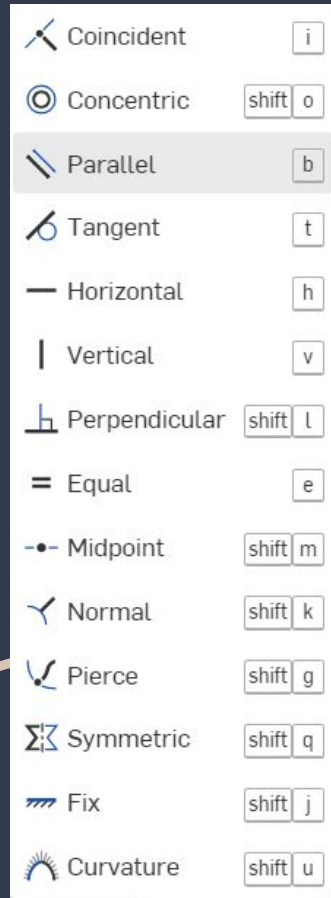 Coincident i
Concentric shift o
Parallel b
Tangent t
Horizontal h
Vertical v
Perpendicular shift l
Equal e
Midpoint shift m
Normal shift k
Pierce shift g
Symmetric shift q
Fix shift j
Curvature shift u